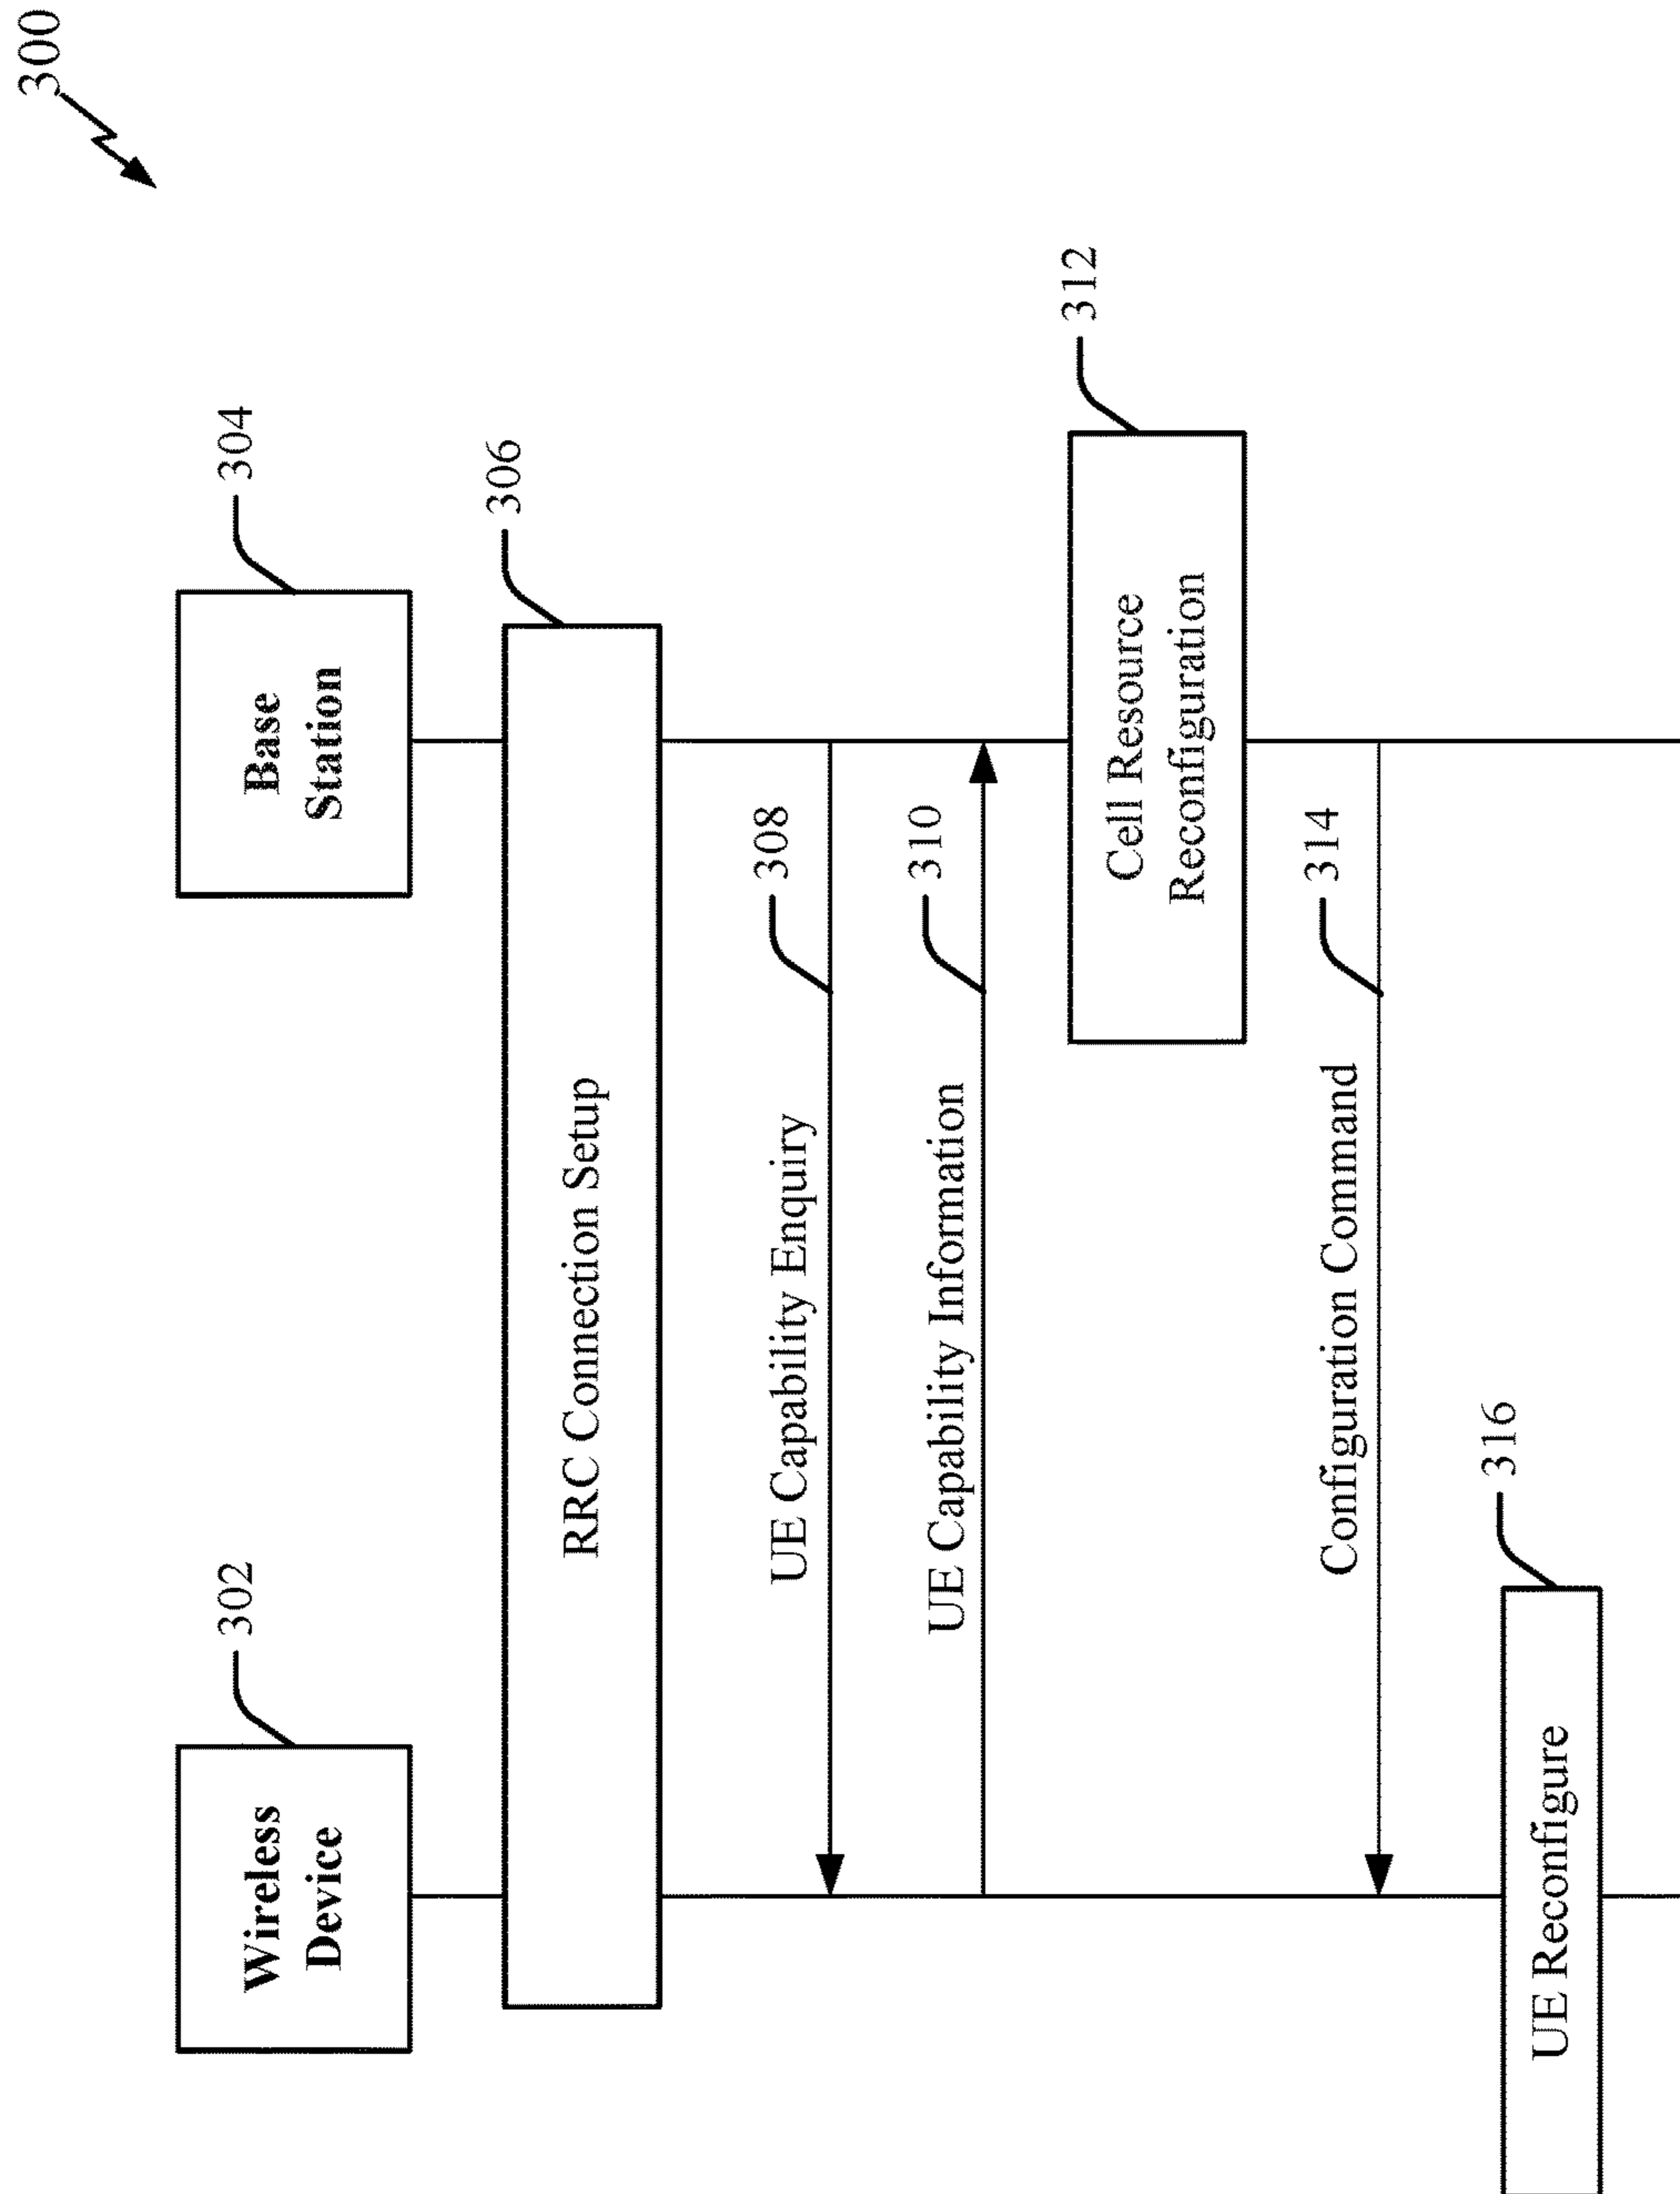 300
302
304
Wireless
Device
Base
Station
306
RRC Connection Setup
308
UE Capability Enquiry
310
UE Capability Information
312
Cell Resource
Reconfiguration
314
Configuration Command
316
UE Reconfigure